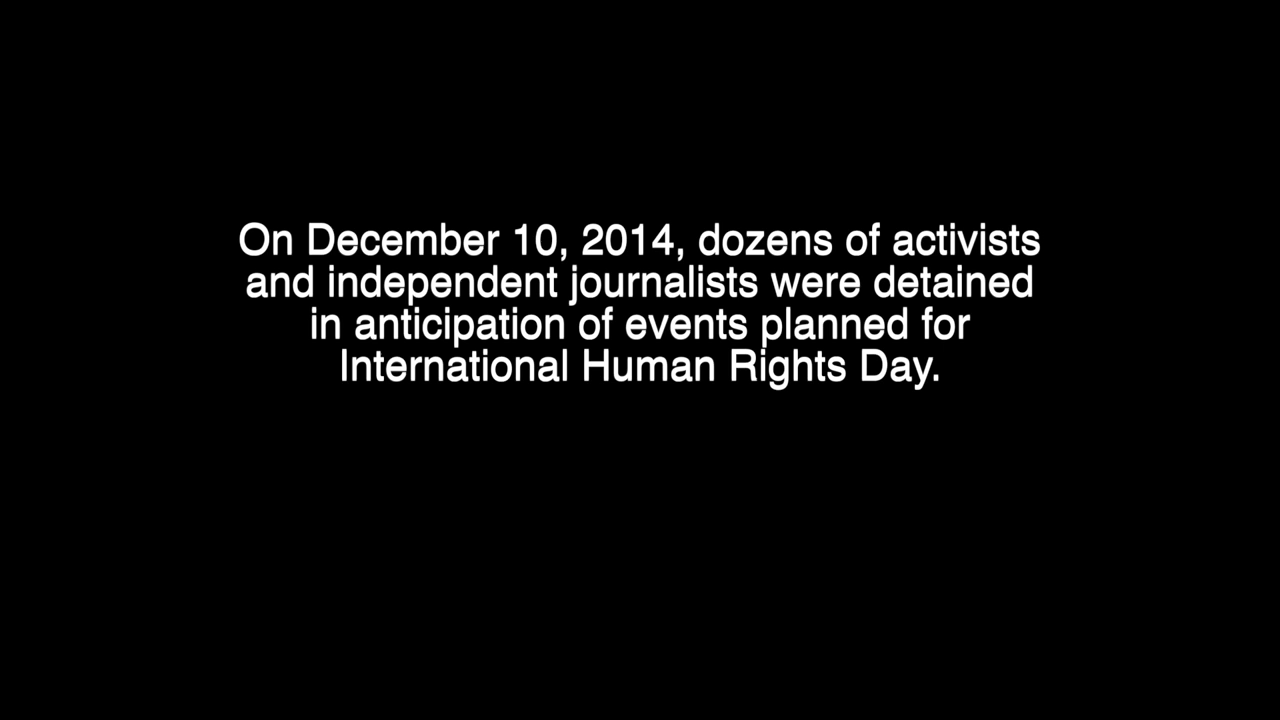 On December 10, 2014, dozens of activists
and independent journalists were detained
in anticipation of events planned for
International Human Rights Day.